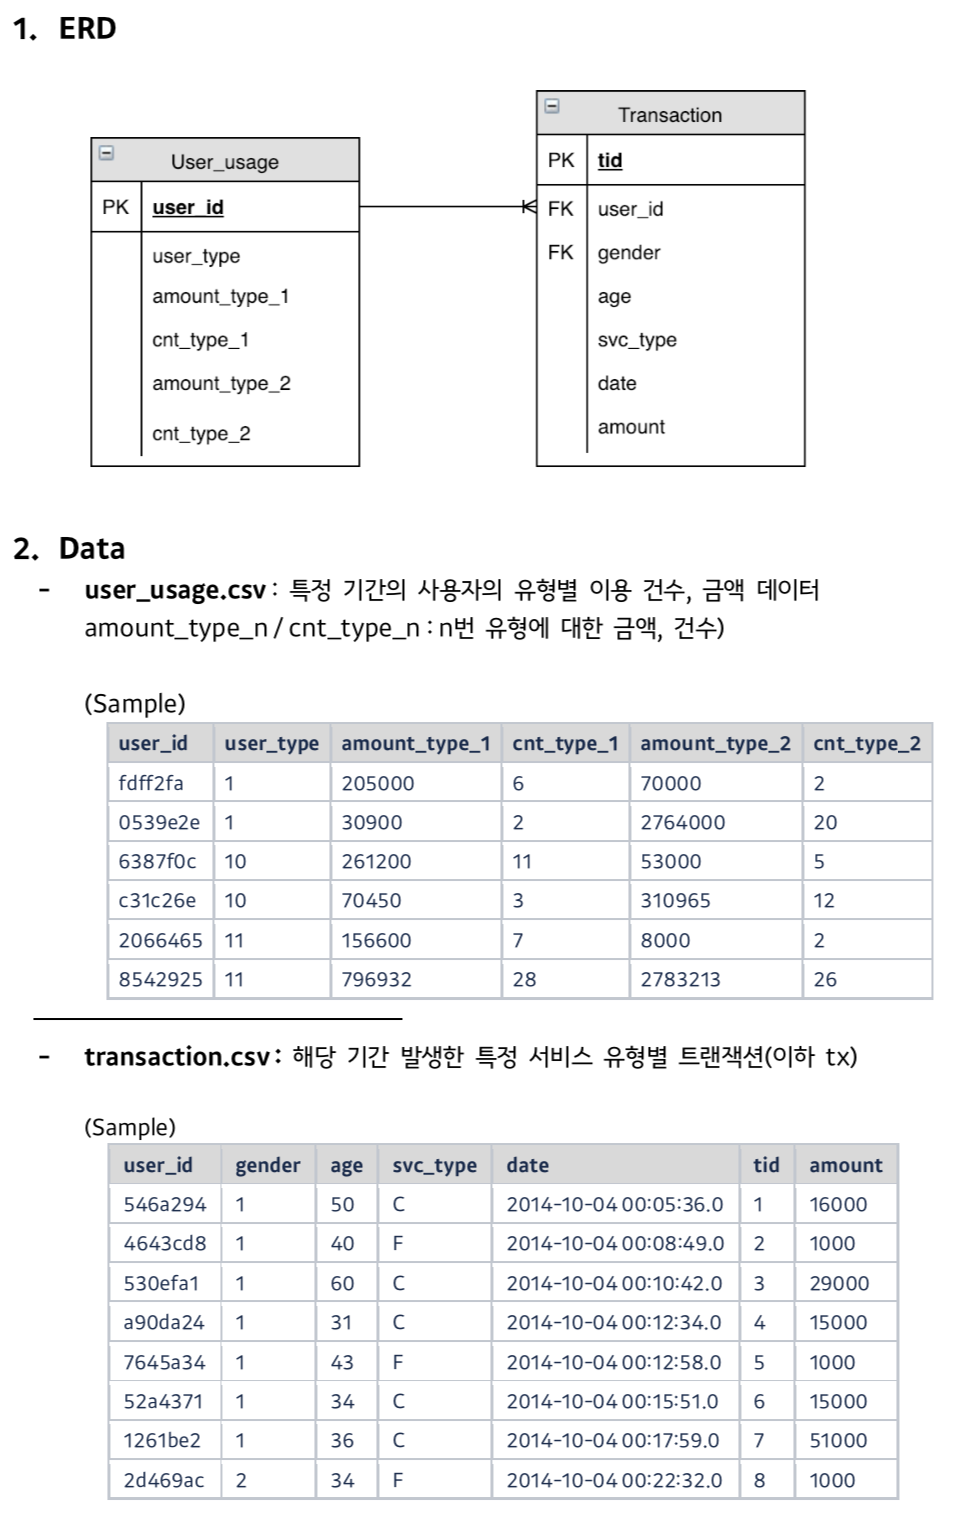 1. ERD
User_usage
PK user_id
user_type
amount_type_1
cnt_type_1
amount_type_2
cnt_type_2
Transaction
PK tid
FK user_id
FK gender
age
svc_type
date
amount
2. Data
- user_usage.csv : 특정 기간의 사용자의 유형별 이용 건수, 금액 데이터
amount_type_n / cnt_type_n : n번 유형에 대한 금액, 건수)
(Sample)
user_id user_type amount_type_1 cnt_type_1 amount_type_2 cnt_type_2
fdff2fa 1 205000 6 70000 2
0539e2e 1 30900 2 2764000 20
6387f0c 10 261200 11 53000 5
c31c26e 10 70450 3 310965 12
2066465 11 156600 7 8000 2
8542925 11 796932 28 2783213 26
- transaction.csv : 해당 기간 발생한 특정 서비스 유형별 트랜잭션(이하 tx)
(Sample)
user_id gender age svc_type date tid amount
546a294 1 50 C 2014-10-04 00:05:36.0 1 16000
4643cd8 1 40 F 2014-10-04 00:08:49.0 2 1000
530efa1 1 60 C 2014-10-04 00:10:42.0 3 29000
a90da24 1 31 C 2014-10-04 00:12:34.0 4 15000
7645a34 1 43 F 2014-10-04 00:12:58.0 5 1000
52a4371 1 34 C 2014-10-04 00:15:51.0 6 15000
1261be2 1 36 C 2014-10-04 00:17:59.0 7 51000
2d469ac 2 34 F 2014-10-04 00:22:32.0 8 1000